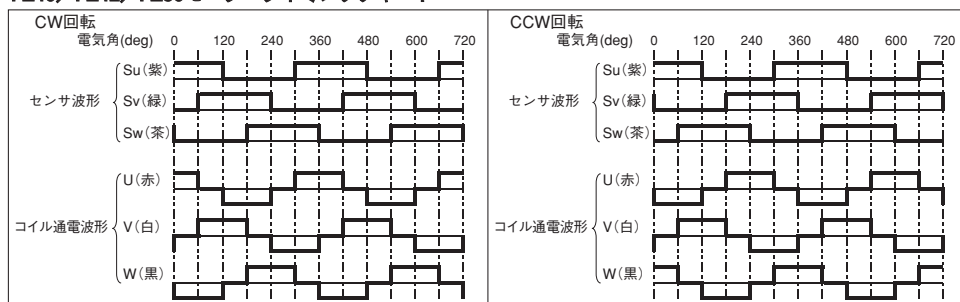 CW回転
電気角(deg) 0 120 240 360 480 600 720
Su(紫)
センサ波形 Sv(緑)
Sw(茶)
U(赤)
コイル通電波形 V(白)
W(黒)
CCW回転
電気角(deg) 0 120 240 360 480 600 720
Su(紫)
センサ波形 Sv(緑)
Sw(茶)
U(赤)
コイル通電波形 V(白)
W(黒)